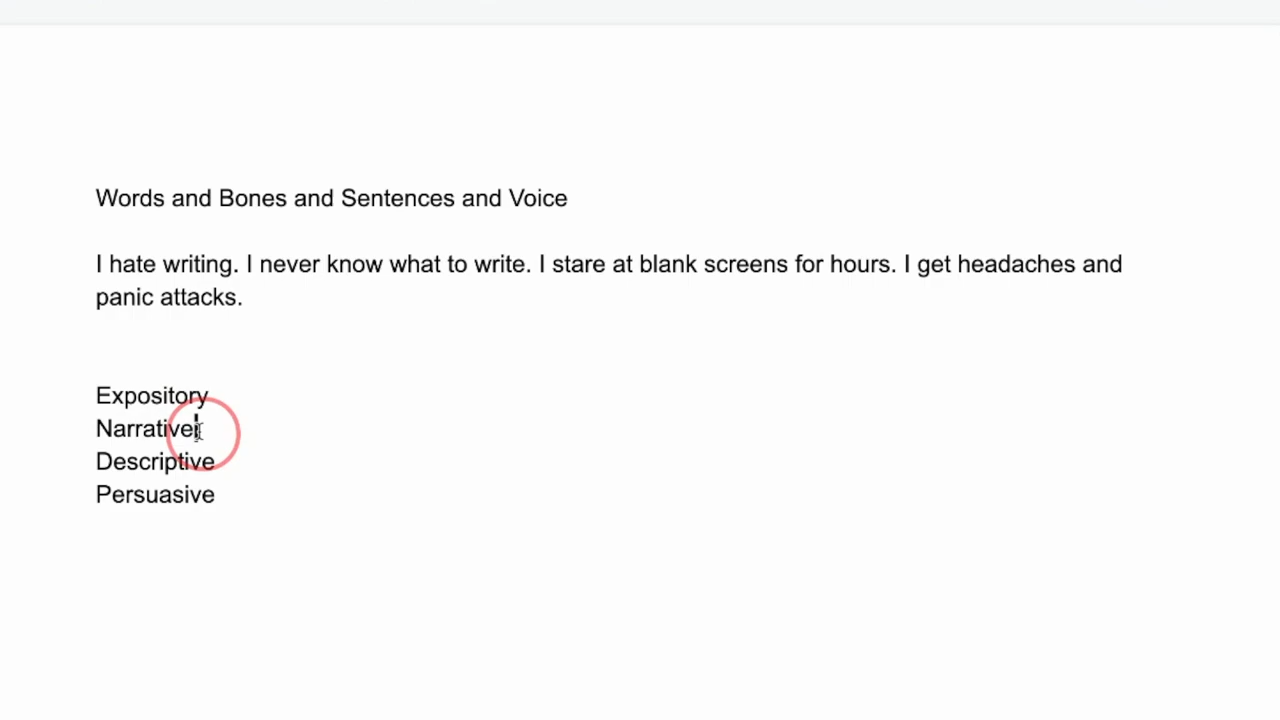 Words and Bones and Sentences and Voice
I hate writing. I never know what to write. I stare at blank screens for hours. I get headaches and
panic attacks.
Expository
Narrative
Descriptive
Persuasive